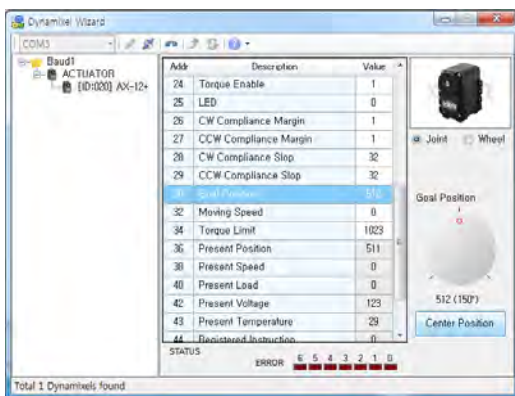 Dynamixel Wizard
COM3
Baud1
ACTUATOR
[ID:020] AX-12+
Addr Description Value
24 Torque Enable 1
25 LED 0
26 CW Compliance Margin 1
27 CCW Compliance Margin 1
28 CW Compliance Slop 32
29 CCW Compliance Slop 32
30 Goal Position 512
32 Moving Speed 0
34 Torque Limit 1023
36 Present Position 511
38 Present Speed 0
40 Present Load 0
42 Present Voltage 123
43 Present Temperature 29
44 Registered Instruction 0
STATUS
ERROR 6 5 4 3 2 1 0
Joint Wheel
Goal Position
512 (150°)
Center Position
Total 1 Dynamixels found